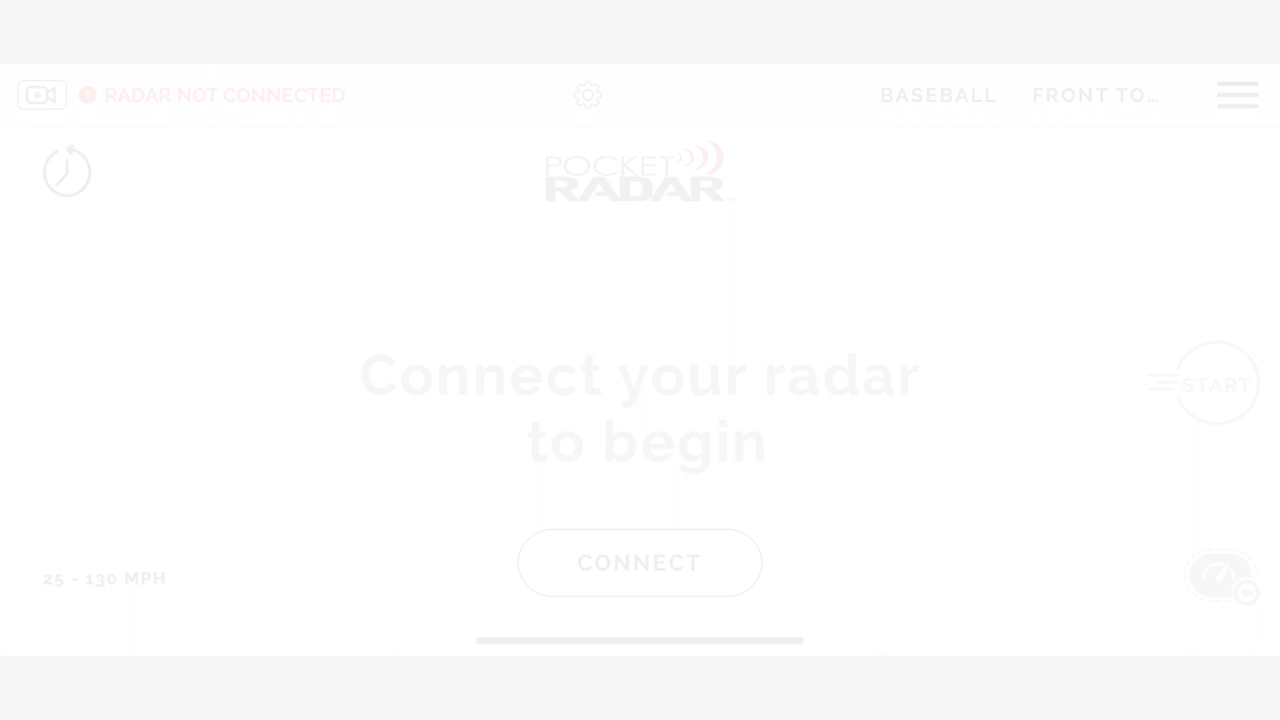 RADAR NOT CONNECTED
BASEBALL
FRONT TO...
POCKET
RADAR
Connect your radar
to begin
START
CONNECT
25 - 130 MPH